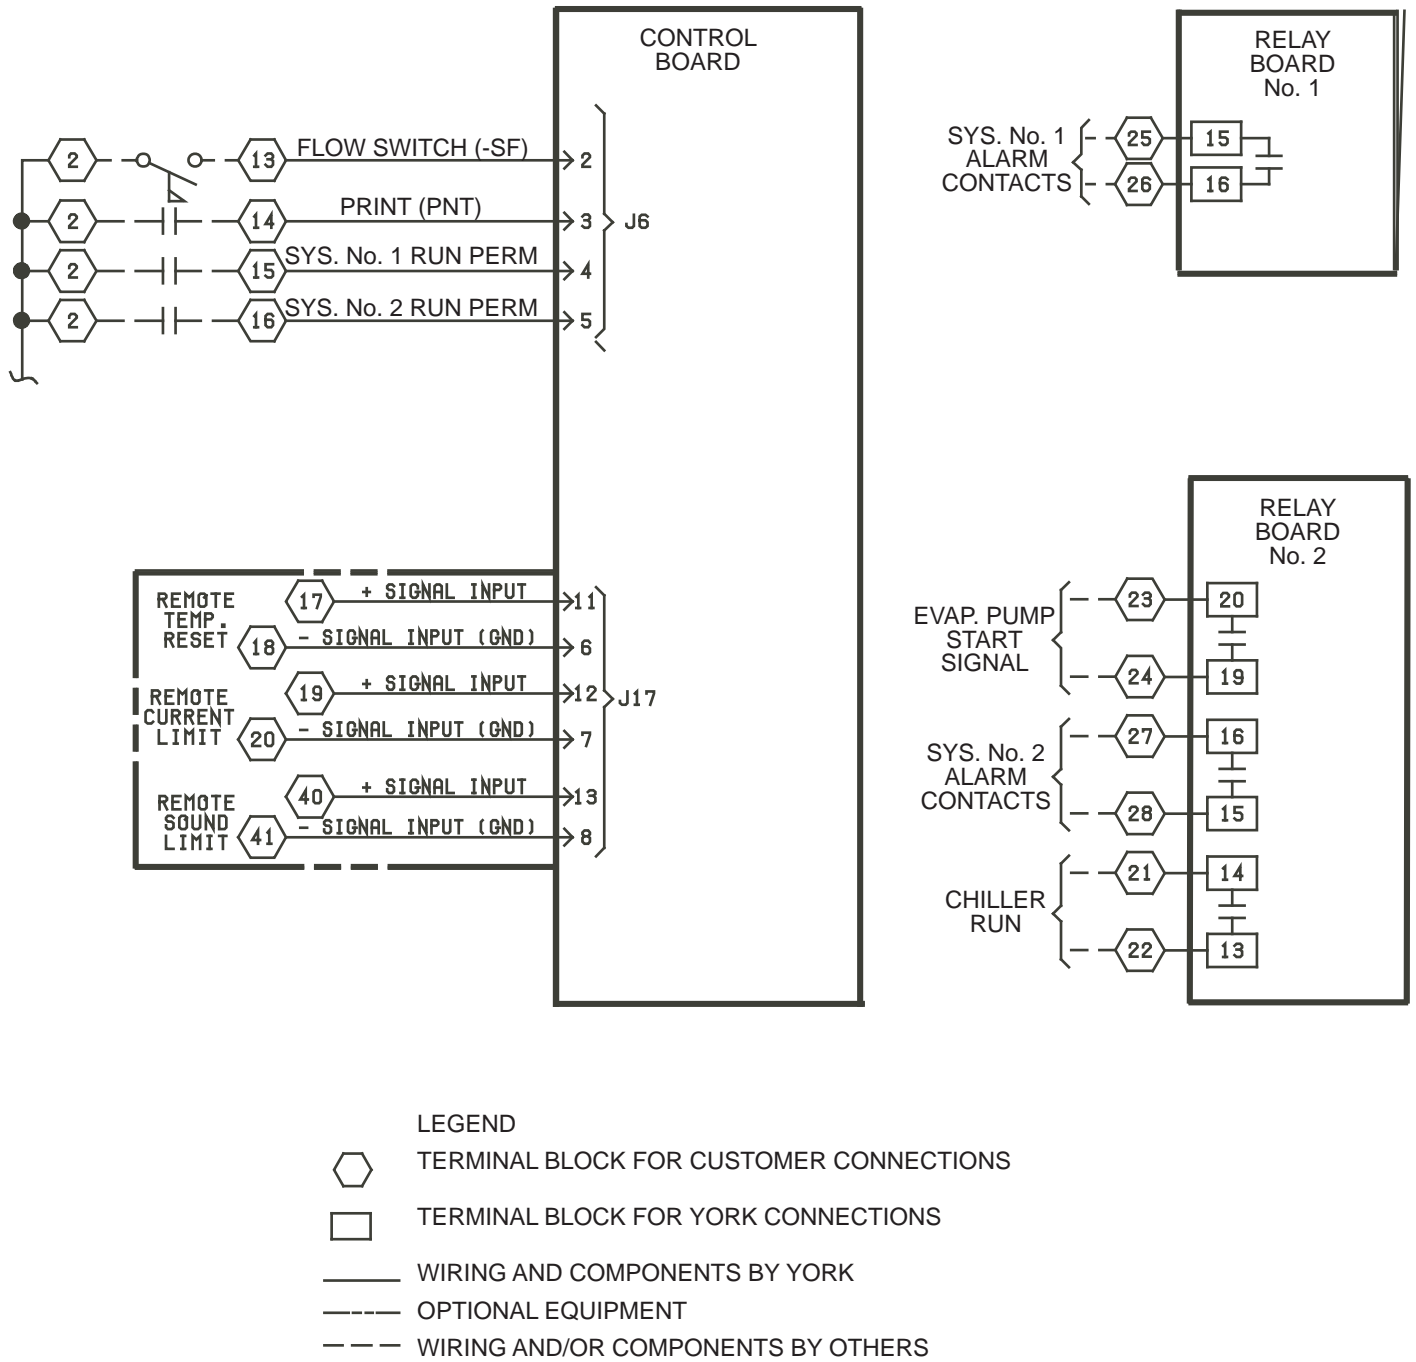 CONTROL
BOARD
2
13
FLOW SWITCH (-SF)
2
2
14
PRINT (PNT)
3
J6
2
15
SYS. No. 1 RUN PERM
4
2
16
SYS. No. 2 RUN PERM
5
REMOTE
TEMP.
RESET
17
+ SIGNAL INPUT
11
18
- SIGNAL INPUT (GND)
6
REMOTE
CURRENT
LIMIT
19
+ SIGNAL INPUT
12
J17
20
- SIGNAL INPUT (GND)
7
REMOTE
SOUND
LIMIT
40
+ SIGNAL INPUT
13
41
- SIGNAL INPUT (GND)
8
RELAY
BOARD
No. 1
SYS. No. 1
ALARM
CONTACTS
25
15
26
16
RELAY
BOARD
No. 2
EVAP. PUMP
START
SIGNAL
23
20
24
19
SYS. No. 2
ALARM
CONTACTS
27
16
28
15
CHILLER
RUN
21
14
22
13
LEGEND
TERMINAL BLOCK FOR CUSTOMER CONNECTIONS
TERMINAL BLOCK FOR YORK CONNECTIONS
WIRING AND COMPONENTS BY YORK
OPTIONAL EQUIPMENT
WIRING AND/OR COMPONENTS BY OTHERS